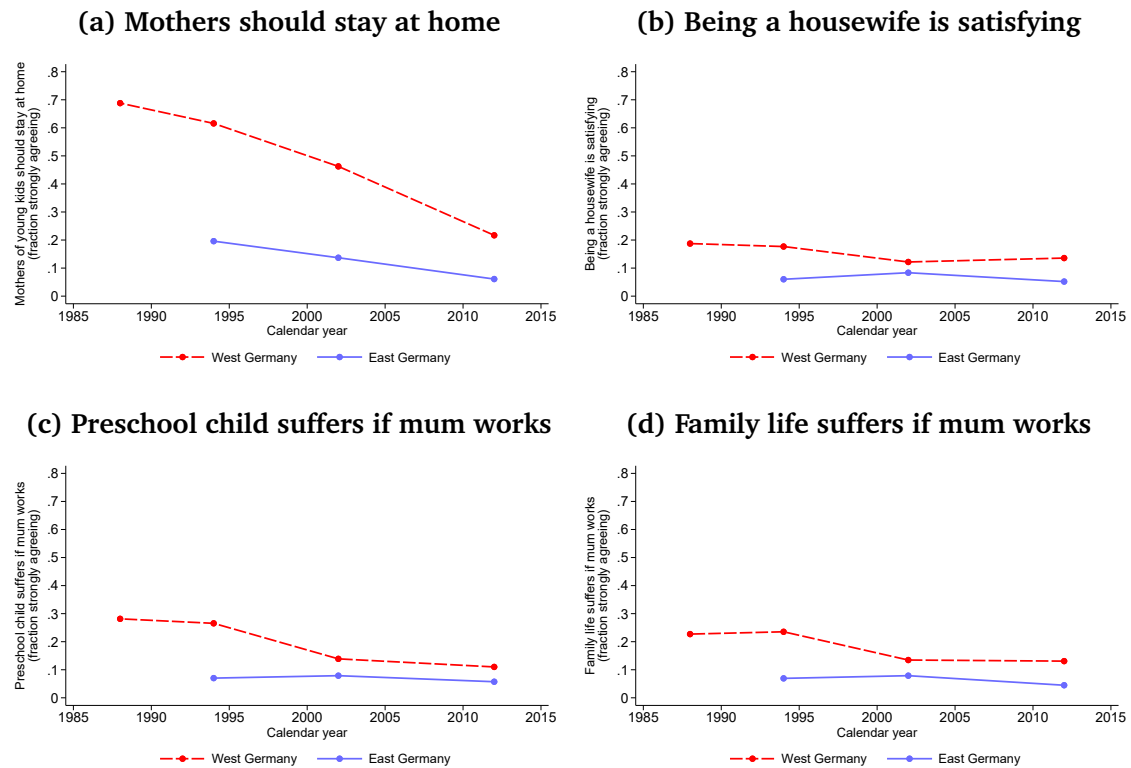 (a) Mothers should stay at home
Mothers of young kids should stay at home
(fraction strongly agreeing)
.8
.7
.6
.5
.4
.3
.2
.1
0
1985 1990 1995 2000 2005 2010 2015
Calendar year
West Germany East Germany
(b) Being a housewife is satisfying
Being a housewife is satisfying
(fraction strongly agreeing)
.8
.7
.6
.5
.4
.3
.2
.1
0
1985 1990 1995 2000 2005 2010 2015
Calendar year
West Germany East Germany
(c) Preschool child suffers if mum works
Preschool child suffers if mum works
(fraction strongly agreeing)
.8
.7
.6
.5
.4
.3
.2
.1
0
1985 1990 1995 2000 2005 2010 2015
Calendar year
West Germany East Germany
(d) Family life suffers if mum works
Family life suffers if mum works
(fraction strongly agreeing)
.8
.7
.6
.5
.4
.3
.2
.1
0
1985 1990 1995 2000 2005 2010 2015
Calendar year
West Germany East Germany